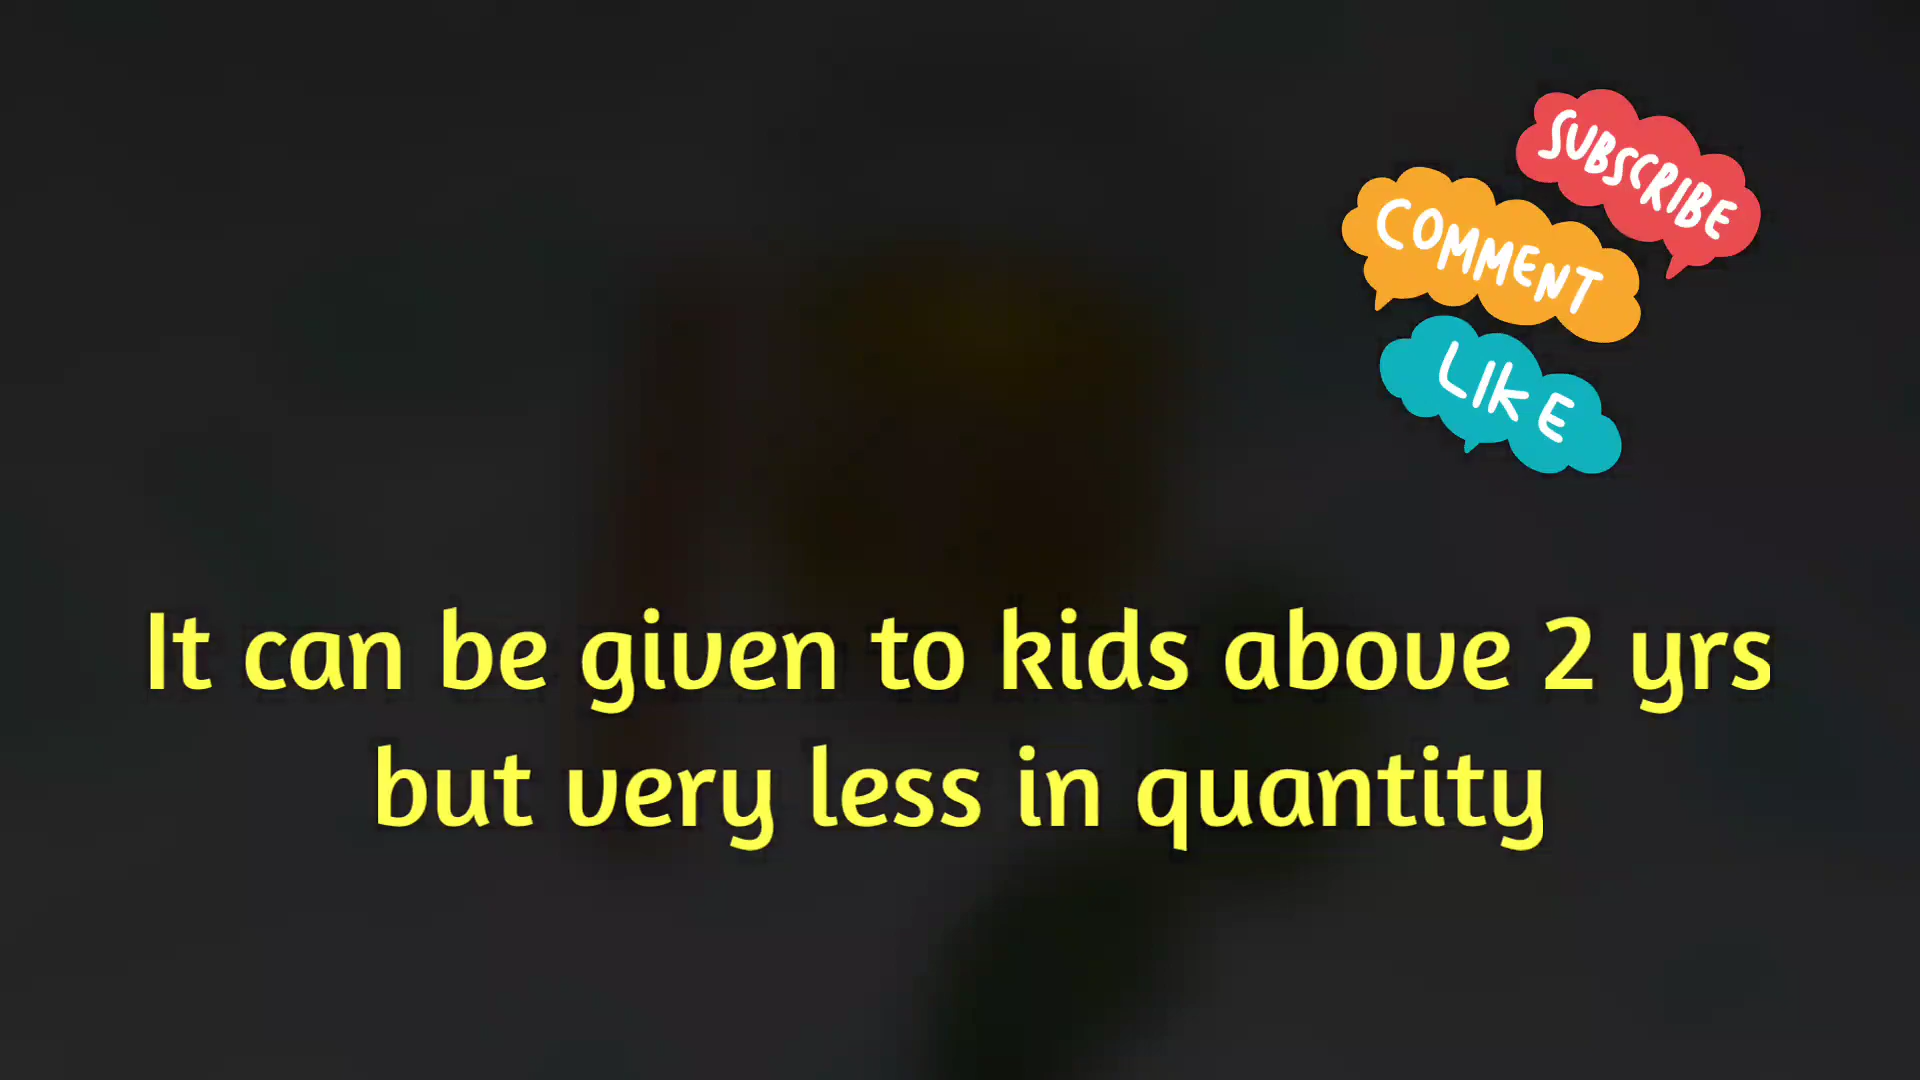 SUBSCRIBE
COMMENT
LIKE
It can be given to kids above 2 yrs
but very less in quantity